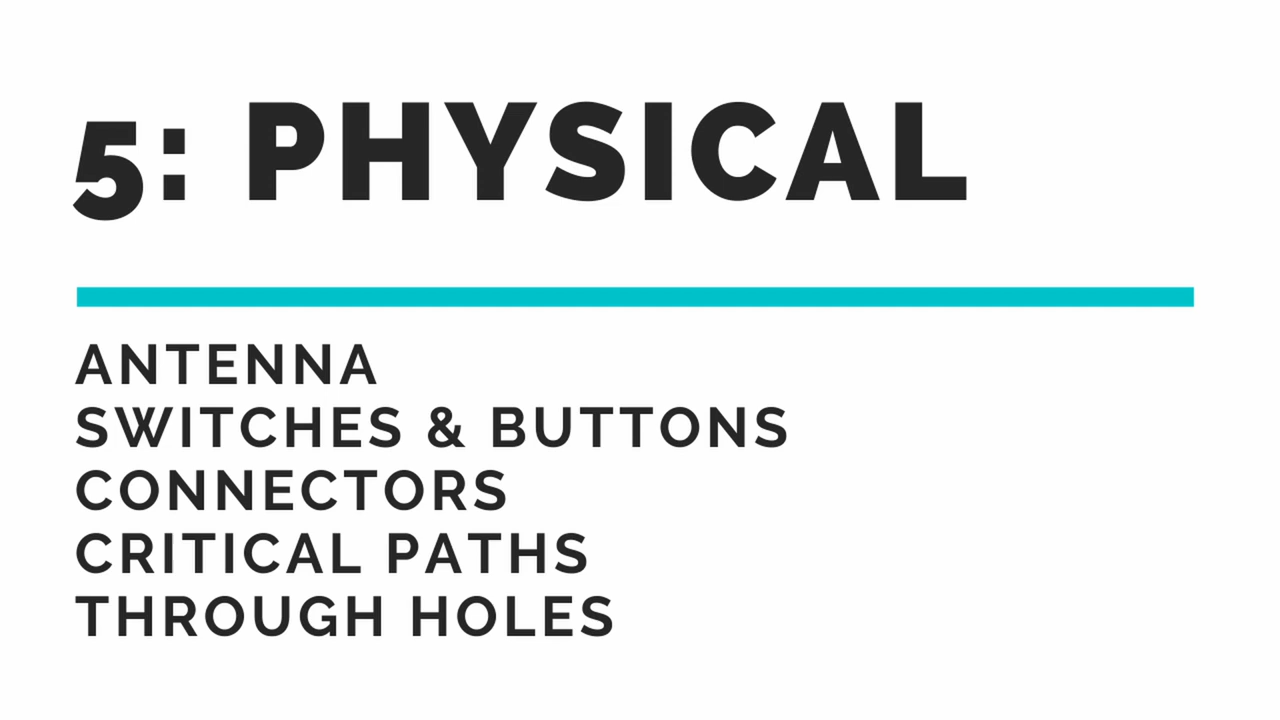 5: PHYSICAL
ANTENNA
SWITCHES & BUTTONS
CONNECTORS
CRITICAL PATHS
THROUGH HOLES